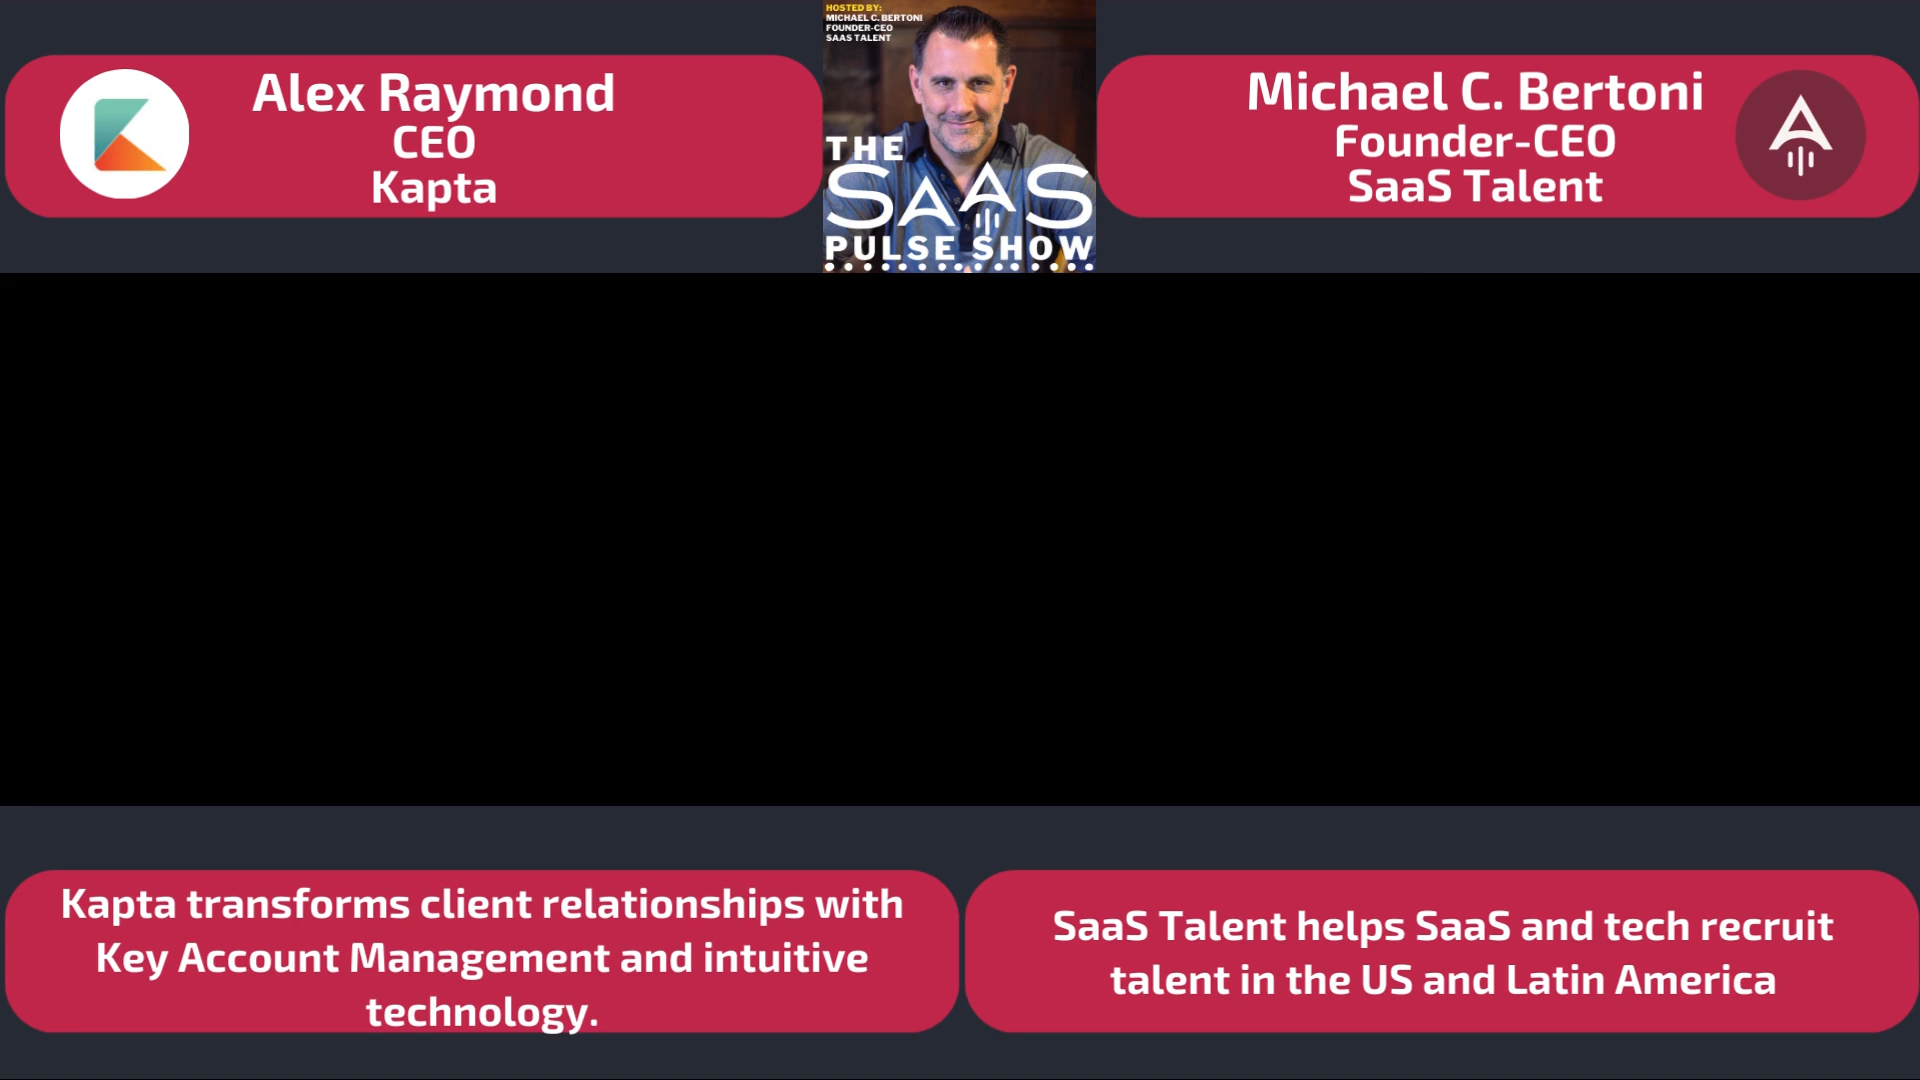 Alex Raymond
CEO
Kapta
HOSTED BY:
MICHAEL C. BERTONI
FOUNDER-CEO
SAAS TALENT
THE
SAAS
PULSE SHOW
Michael C. Bertoni
Founder-CEO
SaaS Talent
Kapta transforms client relationships with
Key Account Management and intuitive
technology.
SaaS Talent helps SaaS and tech recruit
talent in the US and Latin America